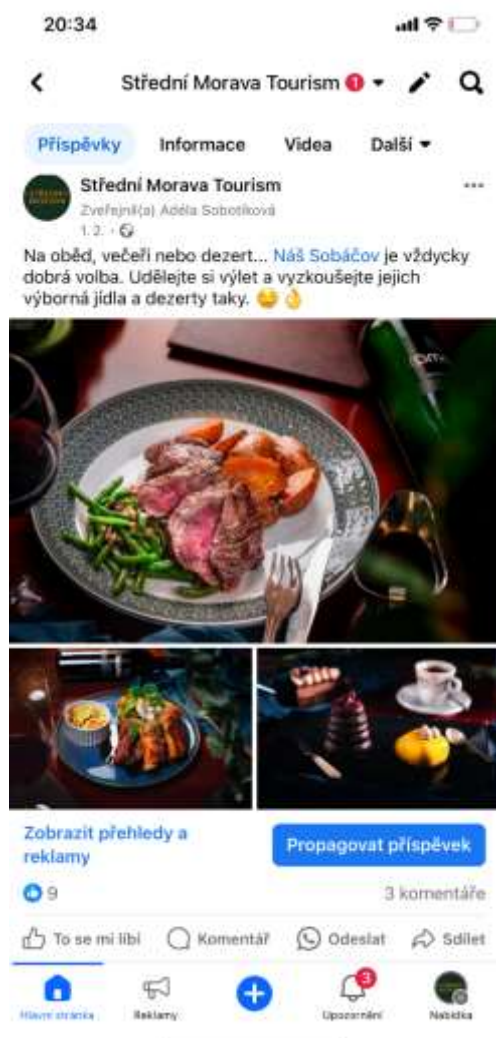 20:34
Střední Morava Tourism 1
Příspěvky Informace Videa Další
Střední Morava Tourism
Zveřejnil(a) Adéla Sobotíková
1. 2. ·
Na oběd, večeři nebo dezert... Náš Sobáčov je vždycky
dobrá volba. Udělejte si výlet a vyzkoušejte jejich
výborná jídla a dezerty taky. 😋👌
Zobrazit přehledy a
reklamy
Propagovat příspěvek
9
3 komentáře
To se mi líbí Komentář Odeslat Sdílet
3
Hlavní stránka Reklamy Upozornění Nabídka